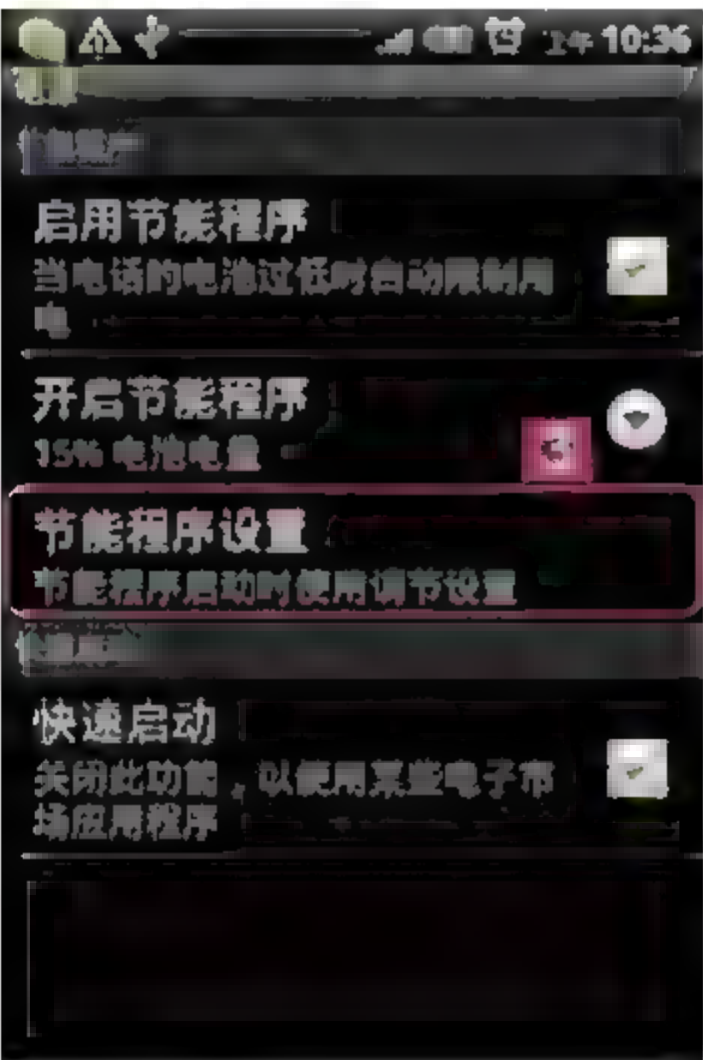 上午 10:36
启用节能程序
当电话的电池过低时自动限制用
电
开启节能程序
15% 电池电量
节能程序设置
节能程序启动时使用调节设置
快速启动
关闭此功能，以使用某些电子市
场应用程序